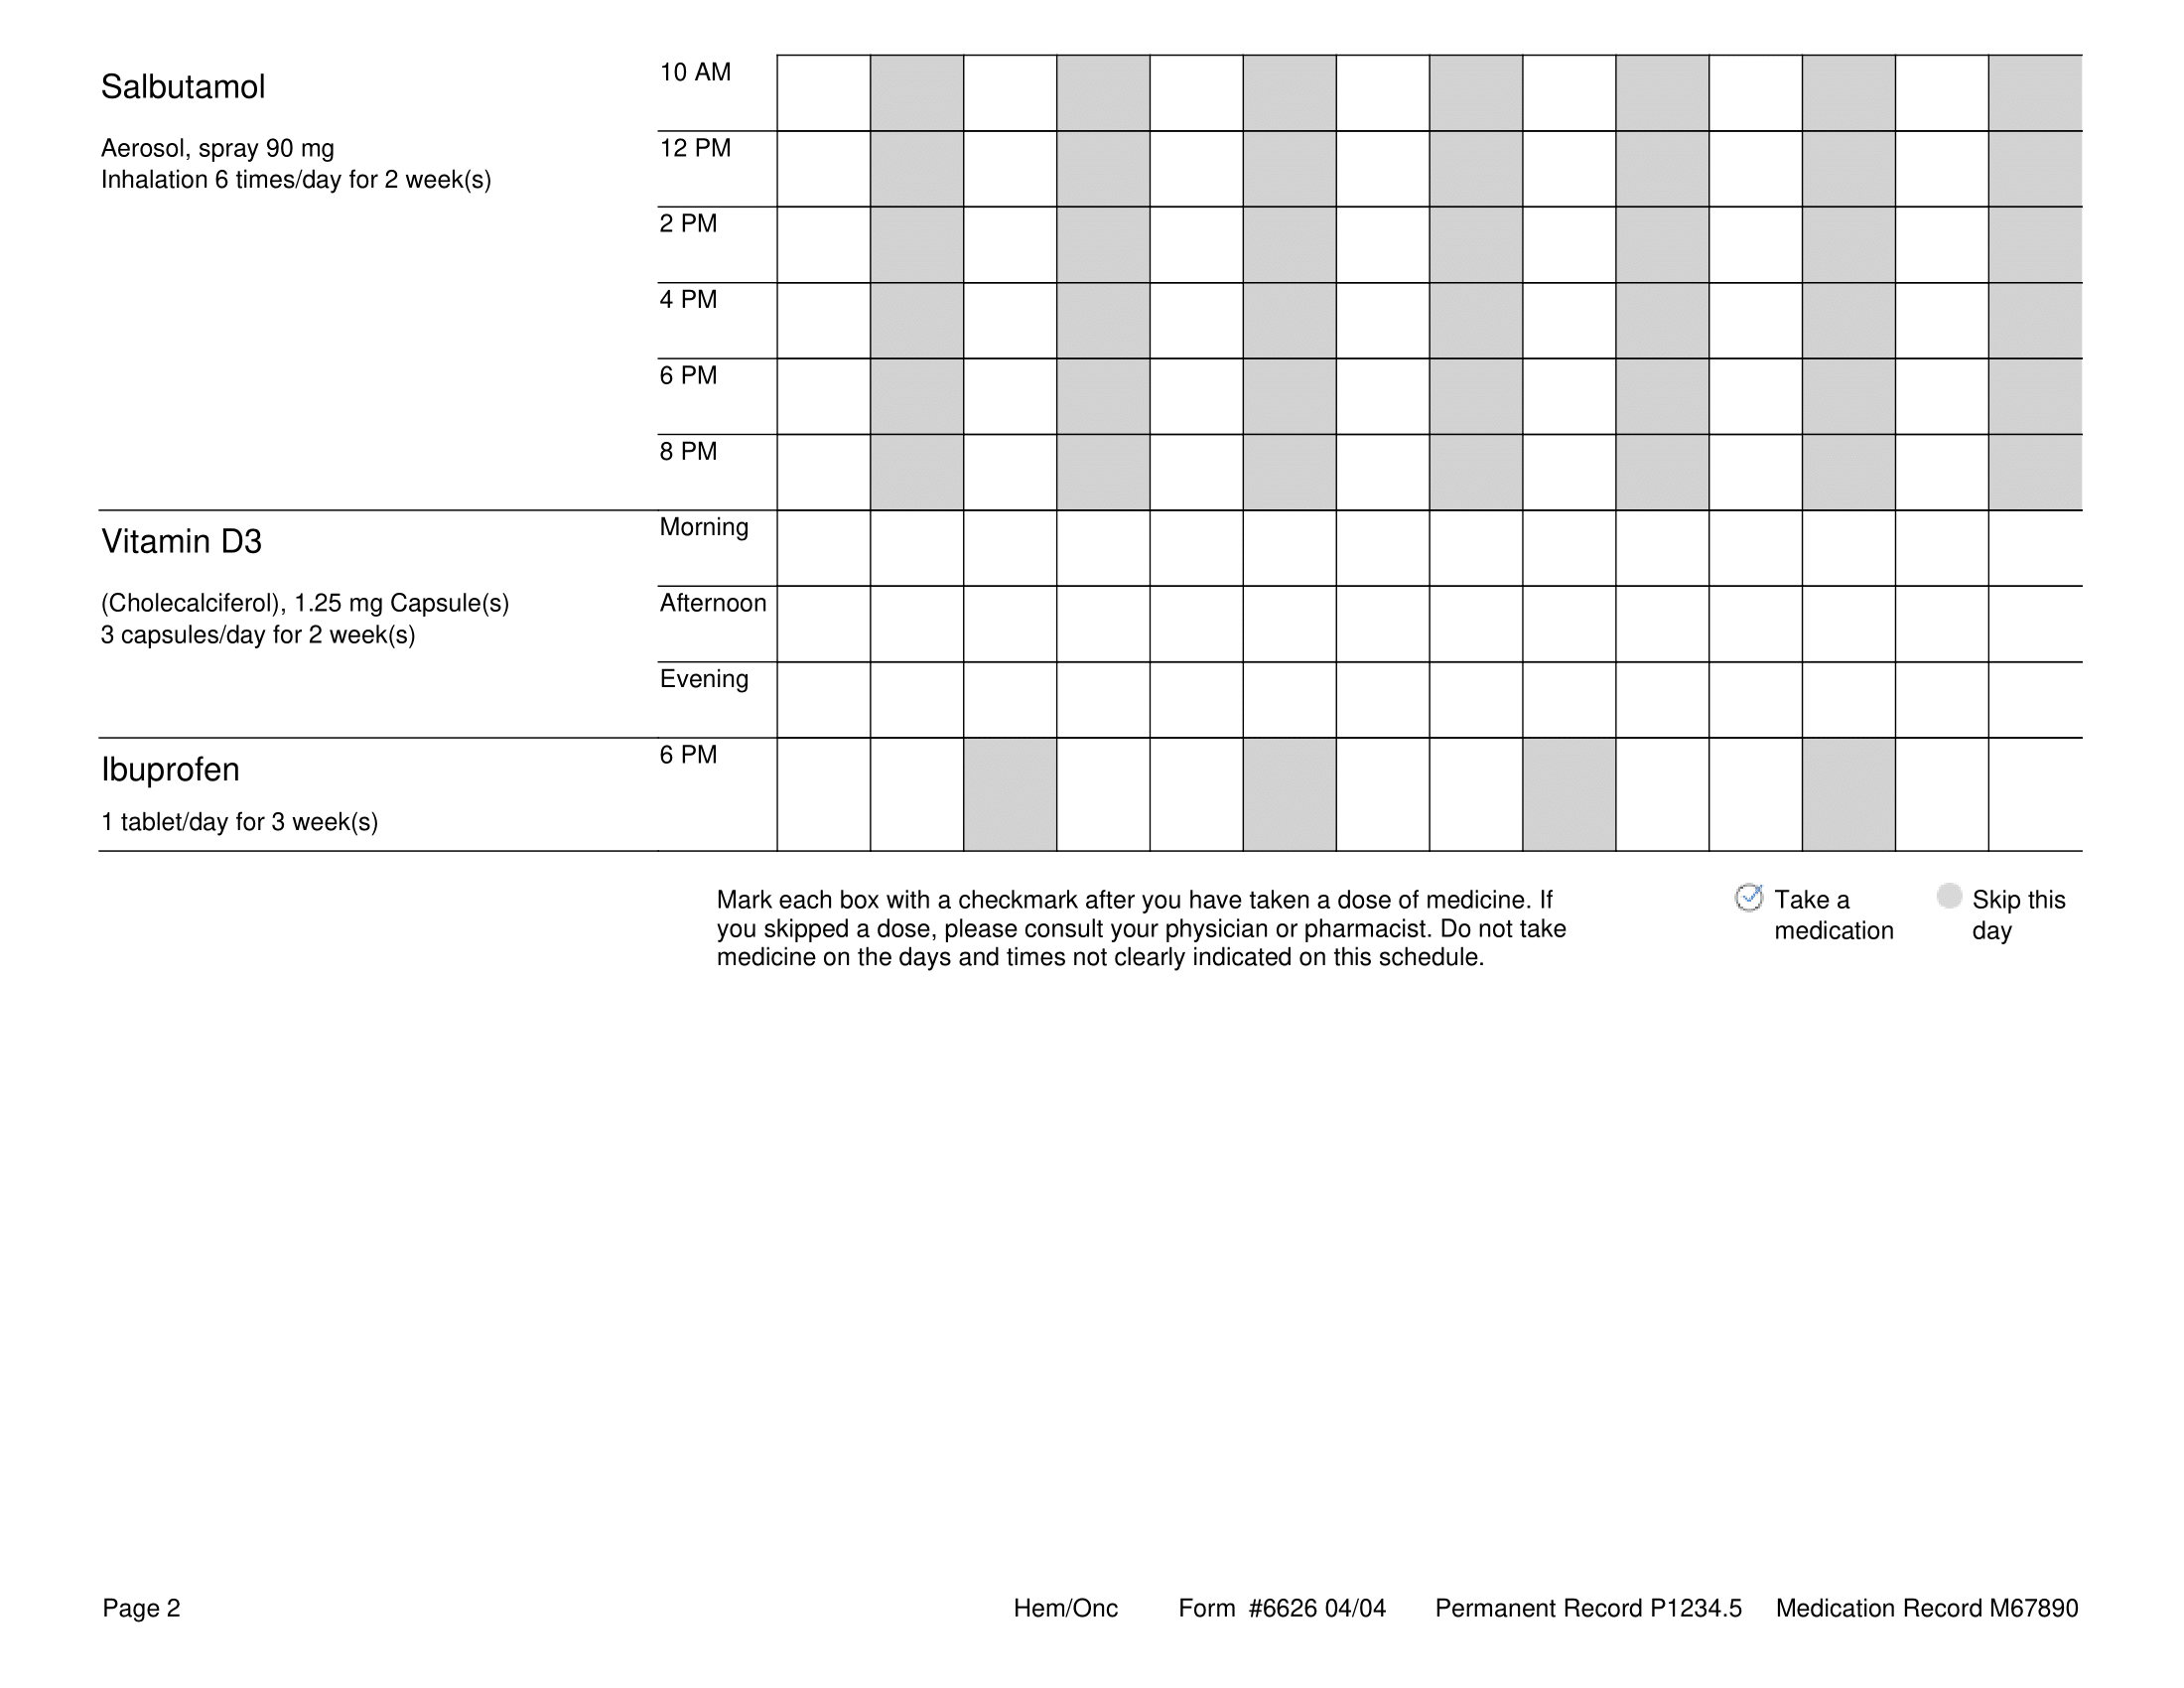 Salbutamol
Aerosol, spray 90 mg
Inhalation 6 times/day for 2 week(s)
10 AM
12 PM
2 PM
4 PM
6 PM
8 PM
Vitamin D3
(Cholecalciferol), 1.25 mg Capsule(s)
3 capsules/day for 2 week(s)
Morning
Afternoon
Evening
Ibuprofen
1 tablet/day for 3 week(s)
6 PM
Mark each box with a checkmark after you have taken a dose of medicine. If
you skipped a dose, please consult your physician or pharmacist. Do not take
medicine on the days and times not clearly indicated on this schedule.
Take a
medication
Skip this
day
Page 2 Hem/Onc Form #6626 04/04 Permanent Record P1234.5 Medication Record M67890